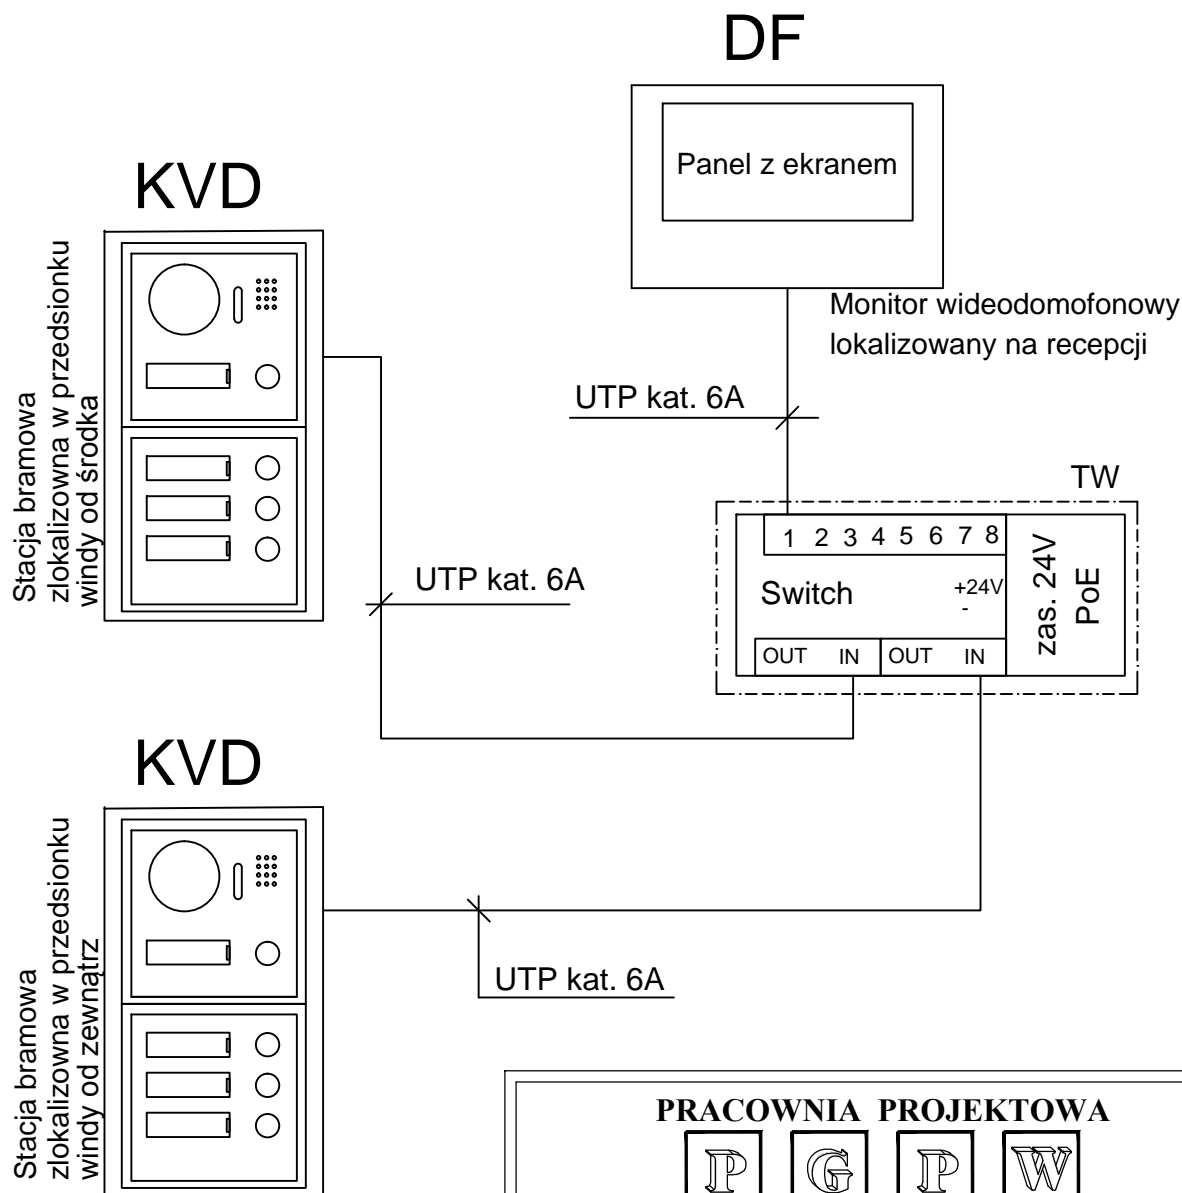 DF
Panel z ekranem
KVD
Stacja bramowa
zlokalizowna w przedsionku
windy od środka
Monitor wideodomofonowy
lokalizowany na recepcji
UTP kat. 6A
TW
1 2 3 4 5 6 7 8
Switch
+24V
-
zas. 24V
PoE
OUT IN OUT IN
UTP kat. 6A
KVD
Stacja bramowa
zlokalizowna w przedsionku
windy od zewnątrz
UTP kat. 6A
PRACOWNIA PROJEKTOWA
P G P W